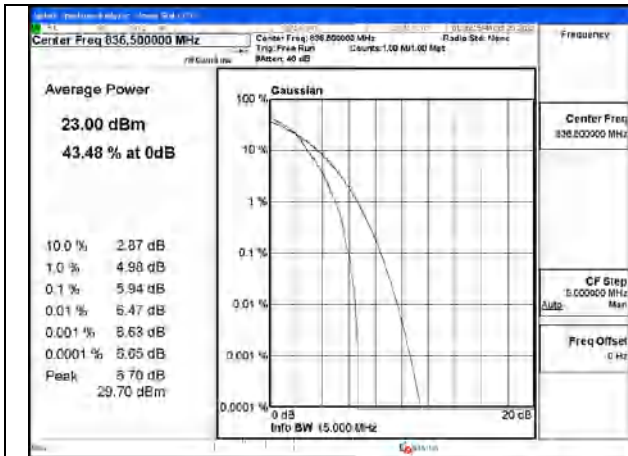 Center Freq 836.500000 MHz
Center Freq: 836.500000 MHz
Radio Std: None
Trig: Free Run
Counts: 1.00 M/1.00 Mpt
#Atten: 40 dB
Frequency
Average Power
23.00 dBm
43.48 % at 0dB
10.0 % 2.87 dB
1.0 % 4.98 dB
0.1 % 5.94 dB
0.01 % 6.47 dB
0.001 % 6.63 dB
0.0001 % 6.65 dB
Peak 6.70 dB
29.70 dBm
Gaussian
100 %
10 %
1 %
0.1 %
0.01 %
0.001 %
0.0001 %
0 dB
20 dB
Info BW 15.000 MHz
Center Freq
836.500000 MHz
CF Step
5.000000 MHz
Auto Man
Freq Offset
0 Hz